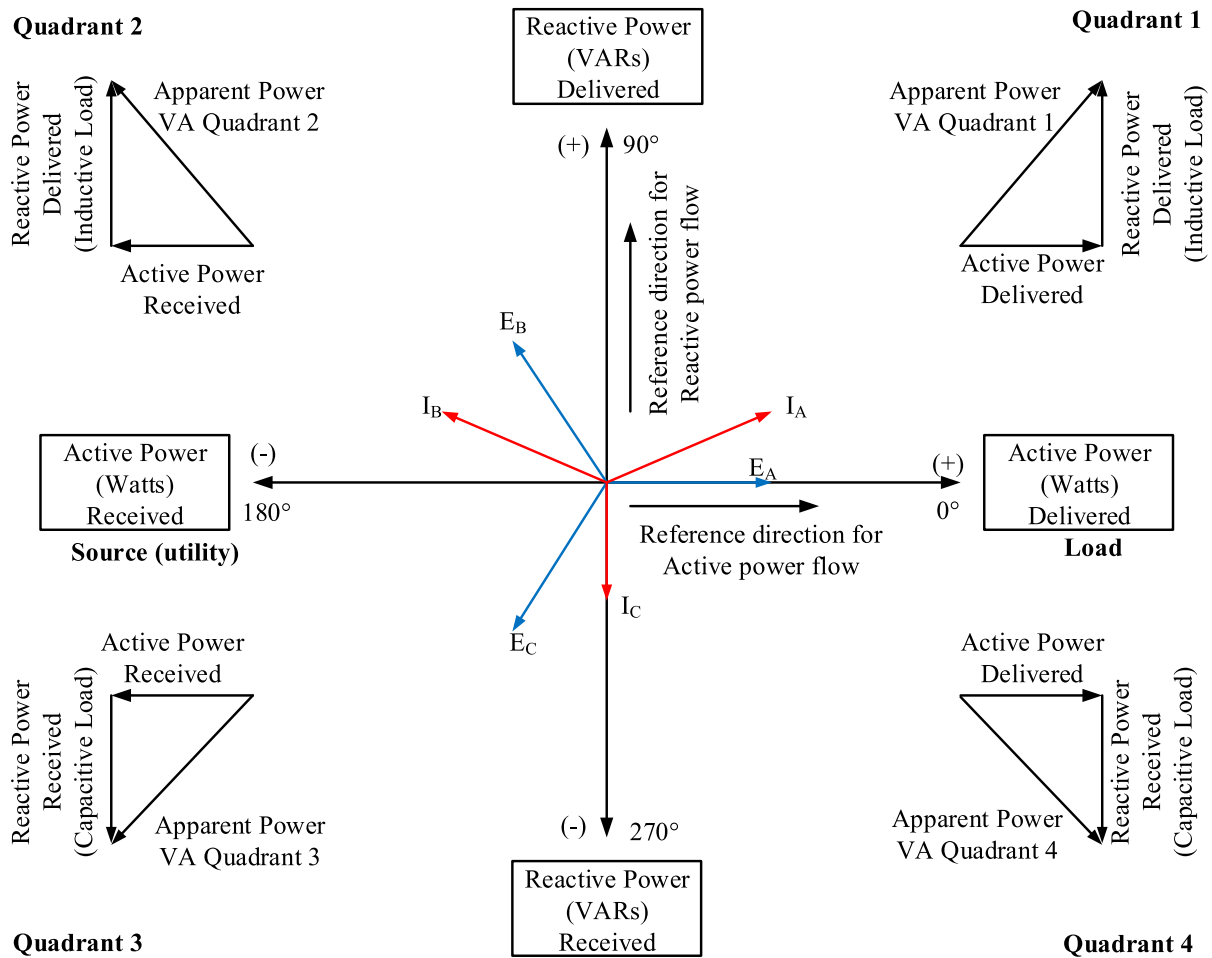 Quadrant 2
Reactive Power
(VARs)
Delivered
Quadrant 1
Reactive Power
Delivered
(Inductive Load)
Apparent Power
VA Quadrant 2
Active Power
Received
(+)
90°
Reference direction for
Reactive power flow
Apparent Power
VA Quadrant 1
Reactive Power
Delivered
(Inductive Load)
Active Power
Delivered
E_B
I_B
I_A
E_A
Active Power
(Watts)
Received
(-)
180°
Source (utility)
(+)
0°
Active Power
(Watts)
Delivered
Load
Reference direction for
Active power flow
I_C
E_C
Active Power
Received
Reactive Power
Received
(Capacitive Load)
Apparent Power
VA Quadrant 3
Active Power
Delivered
Reactive Power
Received
(Capacitive Load)
Apparent Power
VA Quadrant 4
(-)
270°
Reactive Power
(VARs)
Received
Quadrant 3
Quadrant 4